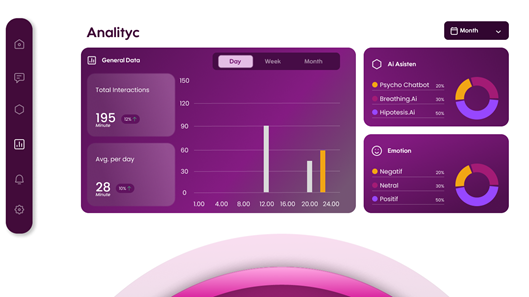 Analityc
Month
General Data
Day Week Month
Total Interactions
195
Minute
12% ↑
Avg. per day
28
Minute
10% ↑
150
120
90
60
30
0
1.00 4.00 8.00 12.00 16.00 20.00 24.00
Ai Asisten
Psycho Chatbot 20%
Breathing.Ai 30%
Hipotesis.Ai 50%
Emotion
Negatif 20%
Netral 30%
Positif 50%